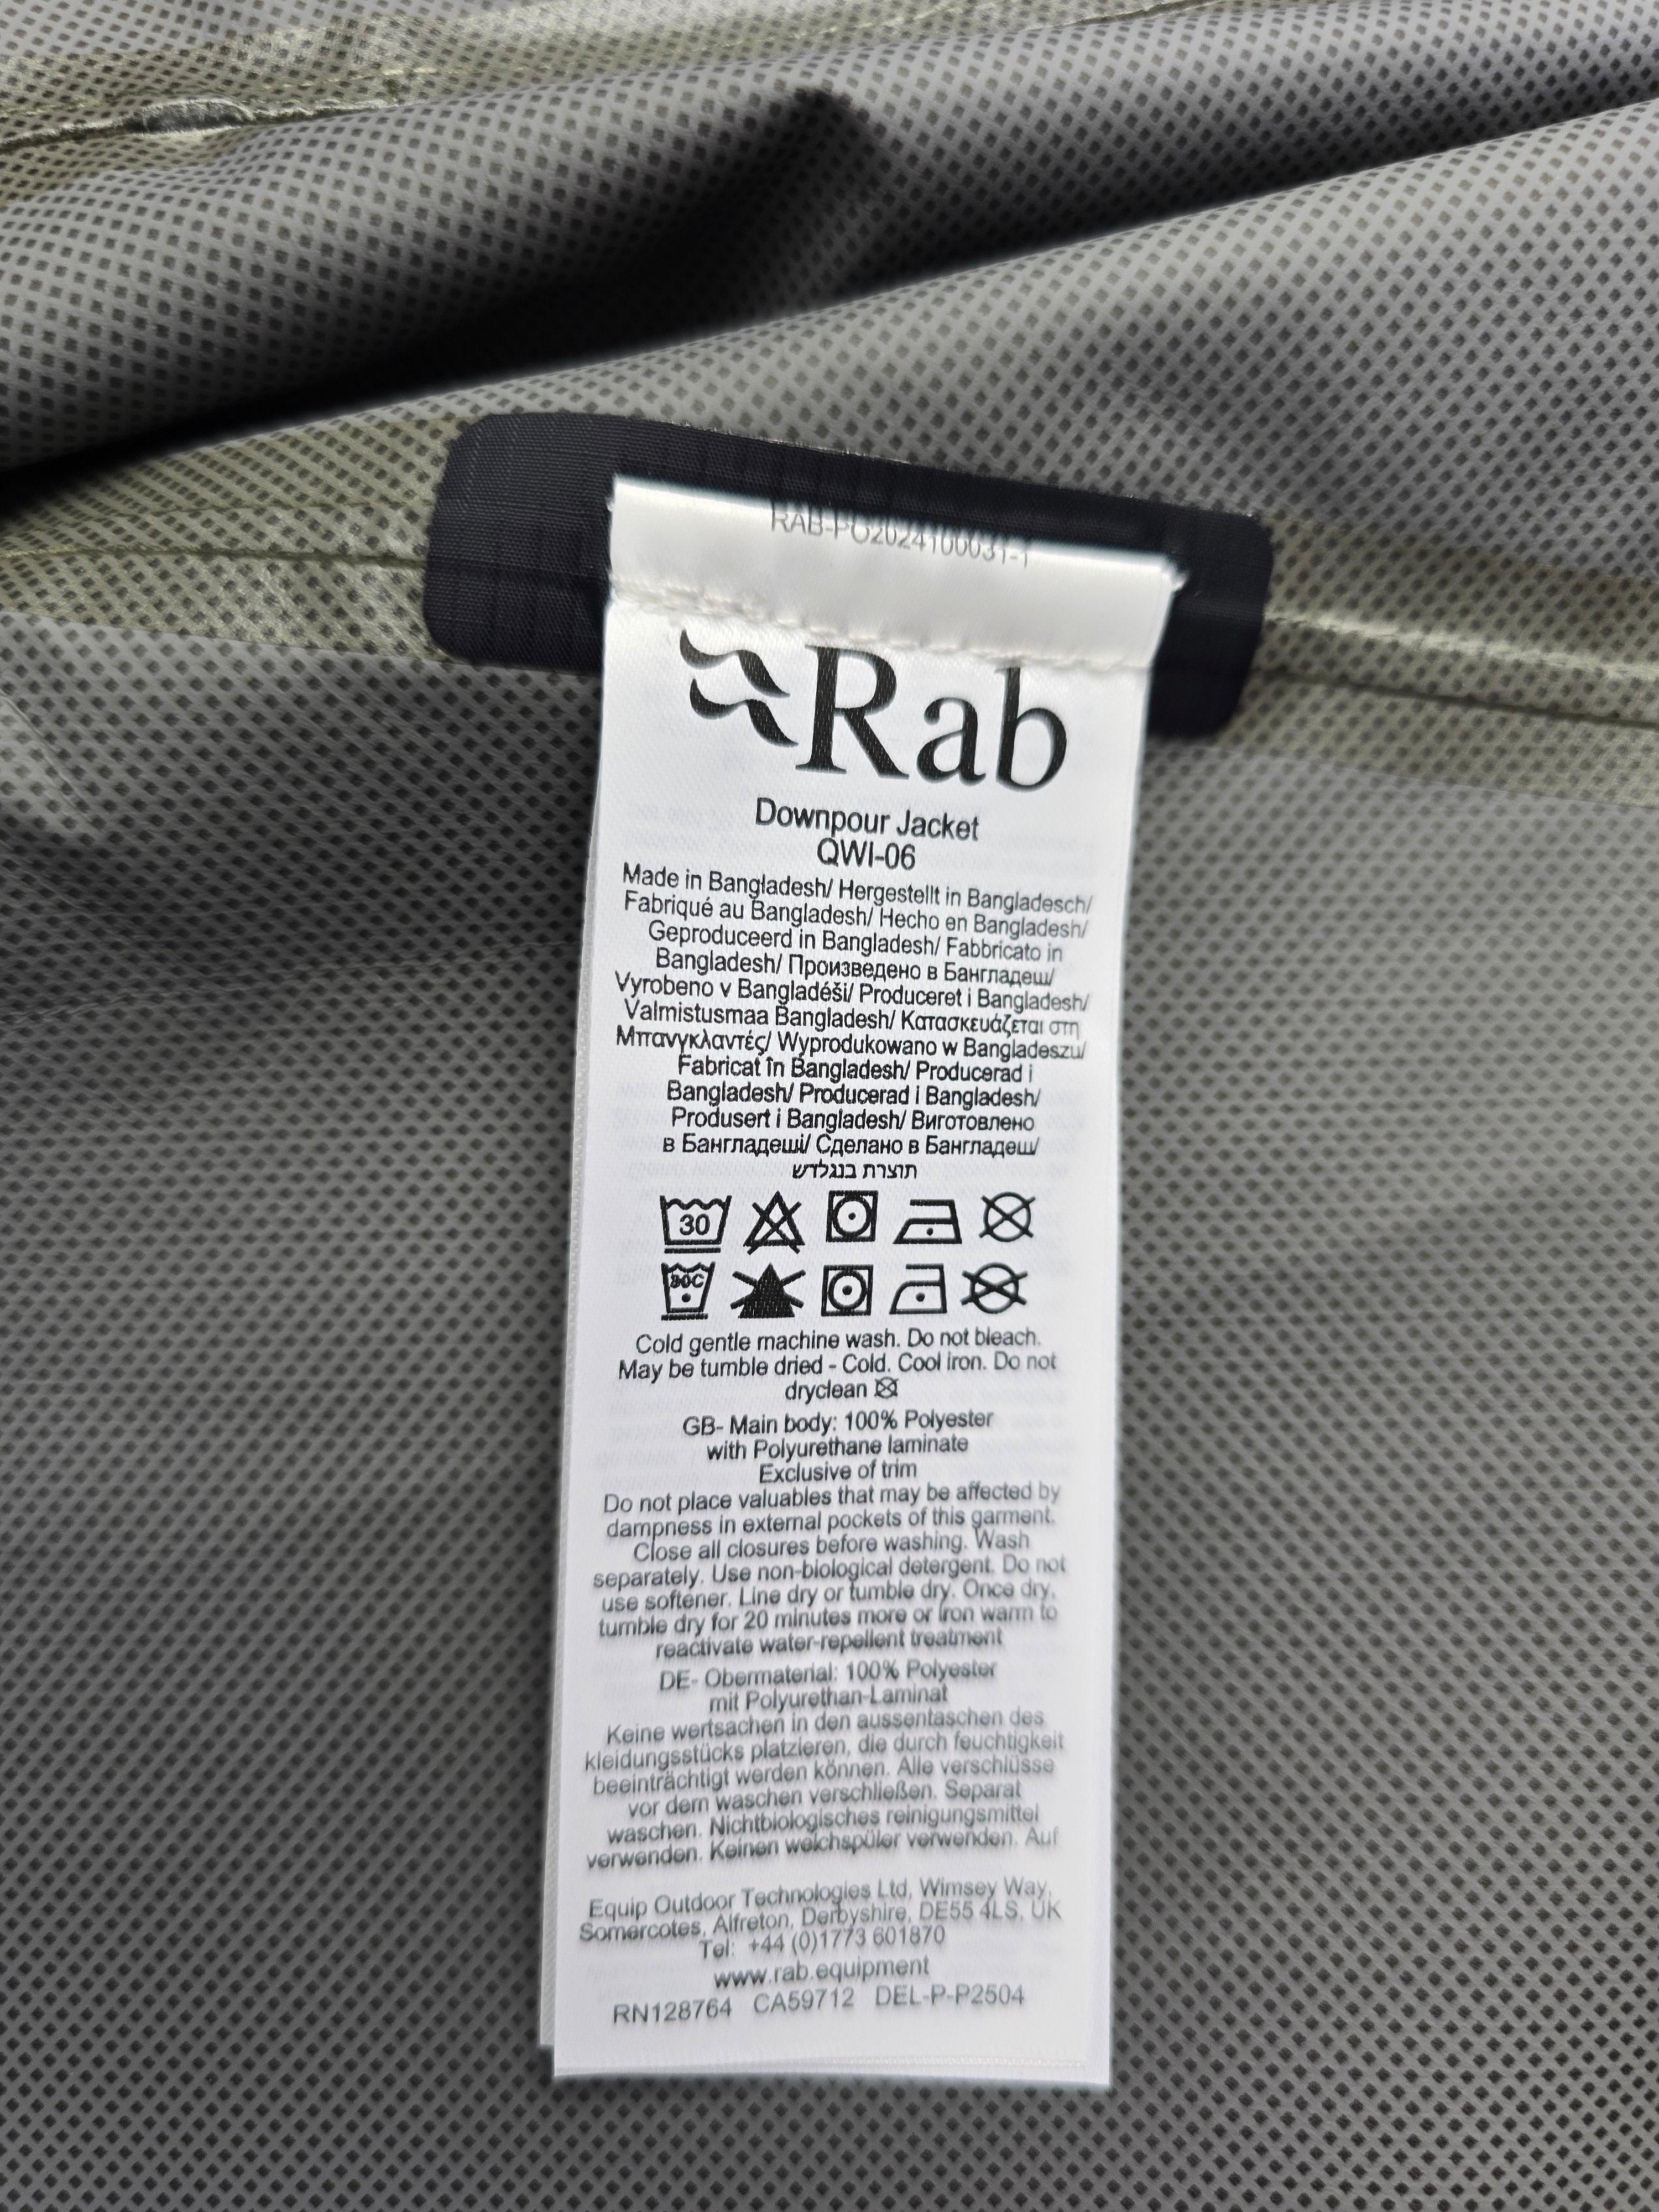 RAB-PO2024100031-1
Rab
Downpour Jacket
QWI-06
Made in Bangladesh/ Hergestellt in Bangladesch/
Fabriqué au Bangladesh/ Hecho en Bangladesh/
Geproduceerd in Bangladesh/ Fabbricato in
Bangladesh/ Произведено в Бангладеш/
Vyrobeno v Bangladéši/ Produceret i Bangladesh/
Valmistusmaa Bangladesh/ Κατασκευάζεται στη
Μπανγκλαντές/ Wyprodukowano w Bangladeszu/
Fabricat în Bangladesh/ Producerad i
Bangladesh/ Producerad i Bangladesh/
Produsert i Bangladesh/ Виготовлено
в Бангладеші/ Сделано в Бангладеш/
תוצרת בנגלדש
30
30C
Cold gentle machine wash. Do not bleach.
May be tumble dried - Cold. Cool iron. Do not
dryclean
GB- Main body: 100% Polyester
with Polyurethane laminate
Exclusive of trim
Do not place valuables that may be affected by
dampness in external pockets of this garment.
Close all closures before washing. Wash
separately. Use non-biological detergent. Do not
use softener. Line dry or tumble dry. Once dry,
tumble dry for 20 minutes more or iron warm to
reactivate water-repellent treatment
DE- Obermaterial: 100% Polyester
mit Polyurethan-Laminat
Keine wertsachen in den aussentaschen des
kleidungsstücks platzieren, die durch feuchtigkeit
beeinträchtigt werden können. Alle verschlüsse
vor dem waschen verschließen. Separat
waschen. Nichtbiologisches reinigungsmittel
verwenden. Keinen weichspüler verwenden. Auf
Equip Outdoor Technologies Ltd, Wimsey Way,
Somercotes, Alfreton, Derbyshire, DE55 4LS, UK
Tel: +44 (0)1773 601870
www.rab.equipment
RN128764 CA59712 DEL-P-P2504